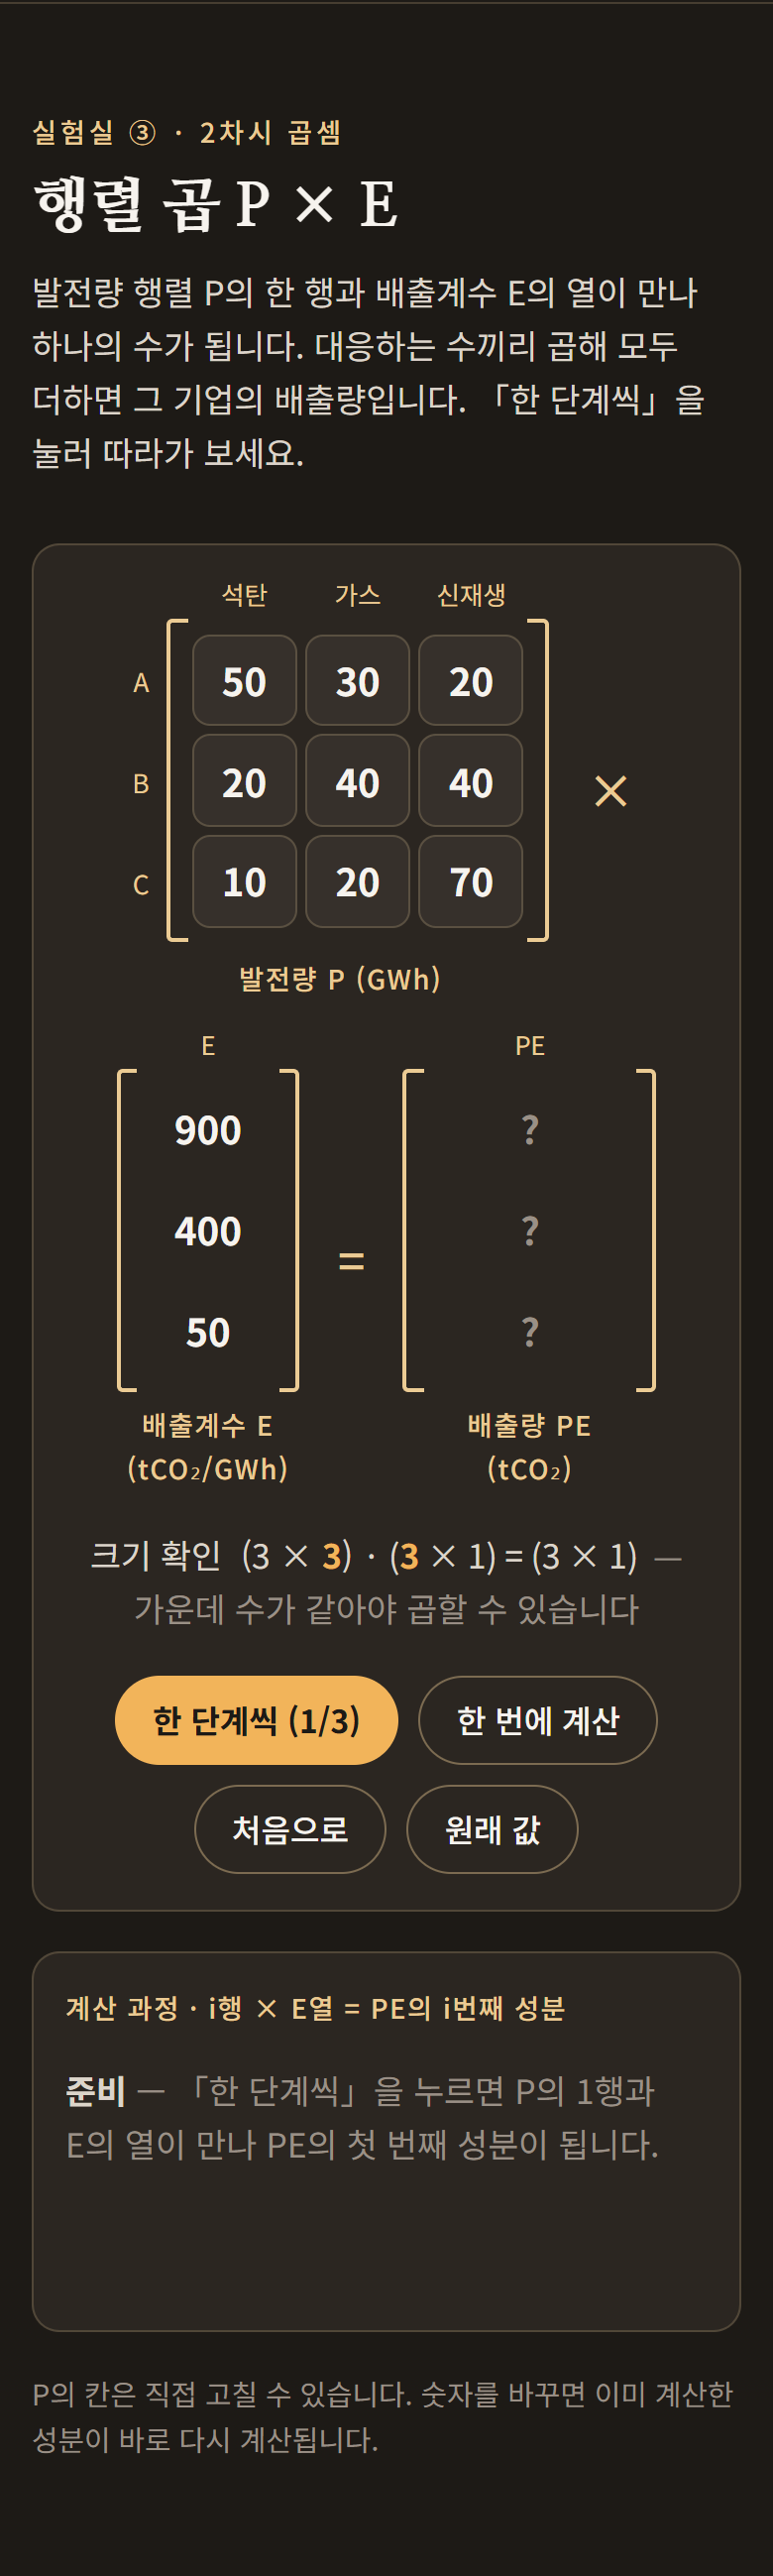 실험실 ③ · 2차시 곱셈
행렬 곱 P × E
발전량 행렬 P의 한 행과 배출계수 E의 열이 만나
하나의 수가 됩니다. 대응하는 수끼리 곱해 모두
더하면 그 기업의 배출량입니다. 「한 단계씩」을
눌러 따라가 보세요.
석탄 가스 신재생
A 50 30 20
B 20 40 40 ×
C 10 20 70
발전량 P (GWh)
E PE
900 ?
400 ?
=
50 ?
배출계수 E 배출량 PE
(tCO₂/GWh) (tCO₂)
크기 확인 (3 × 3) · (3 × 1) = (3 × 1) —
가운데 수가 같아야 곱할 수 있습니다
한 단계씩 (1/3) 한 번에 계산
처음으로 원래 값
계산 과정 · i행 × E열 = PE의 i번째 성분
준비 — 「한 단계씩」을 누르면 P의 1행과
E의 열이 만나 PE의 첫 번째 성분이 됩니다.
P의 칸은 직접 고칠 수 있습니다. 숫자를 바꾸면 이미 계산한
성분이 바로 다시 계산됩니다.